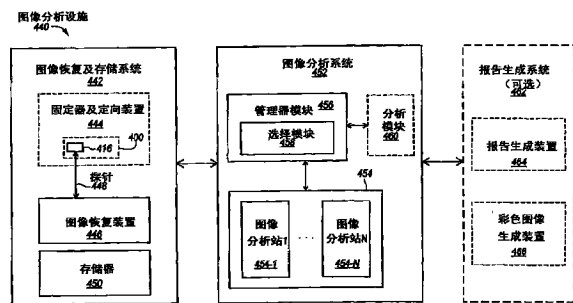 图像分析设施
440
图像恢复及存储系统
442
固定器及定向装置
444
416
400
探针
448
图像恢复装置
446
存储器
450
图像分析系统
452
管理器模块 456
选择模块
458
分析
模块
460
454
图像
分析站1
454-1
...
图像
分析站N
454-N
报告生成系统
(可选)
462
报告生成装置
464
彩色图像
生成装置
466